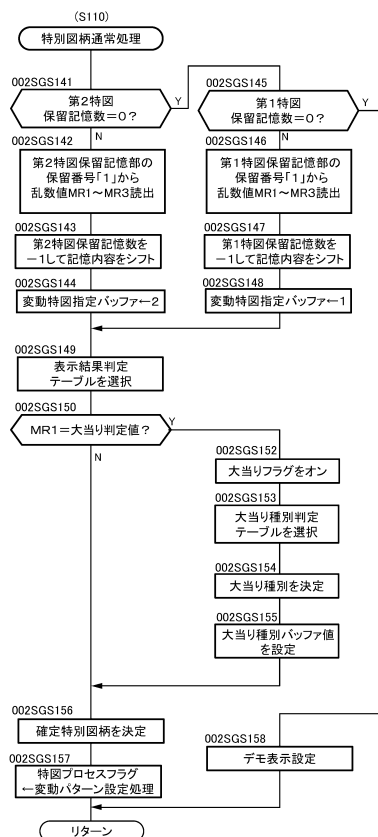 (S110)
特別図柄通常処理
002SGS141
第2特図
保留記憶数=0?
Y
N
002SGS142
第2特図保留記憶部の
保留番号「1」から
乱数値MR1～MR3読出
002SGS143
第2特図保留記憶数を
－1して記憶内容をシフト
002SGS144
変動特図指定バッファ←2
002SGS145
第1特図
保留記憶数=0?
Y
N
002SGS146
第1特図保留記憶部の
保留番号「1」から
乱数値MR1～MR3読出
002SGS147
第1特図保留記憶数を
－1して記憶内容をシフト
002SGS148
変動特図指定バッファ←1
002SGS149
表示結果判定
テーブルを選択
002SGS150
MR1=大当り判定値?
Y
N
002SGS152
大当りフラグをオン
002SGS153
大当り種別判定
テーブルを選択
002SGS154
大当り種別を決定
002SGS155
大当り種別バッファ値
を設定
002SGS156
確定特別図柄を決定
002SGS157
特図プロセスフラグ
←変動パターン設定処理
002SGS158
デモ表示設定
リターン